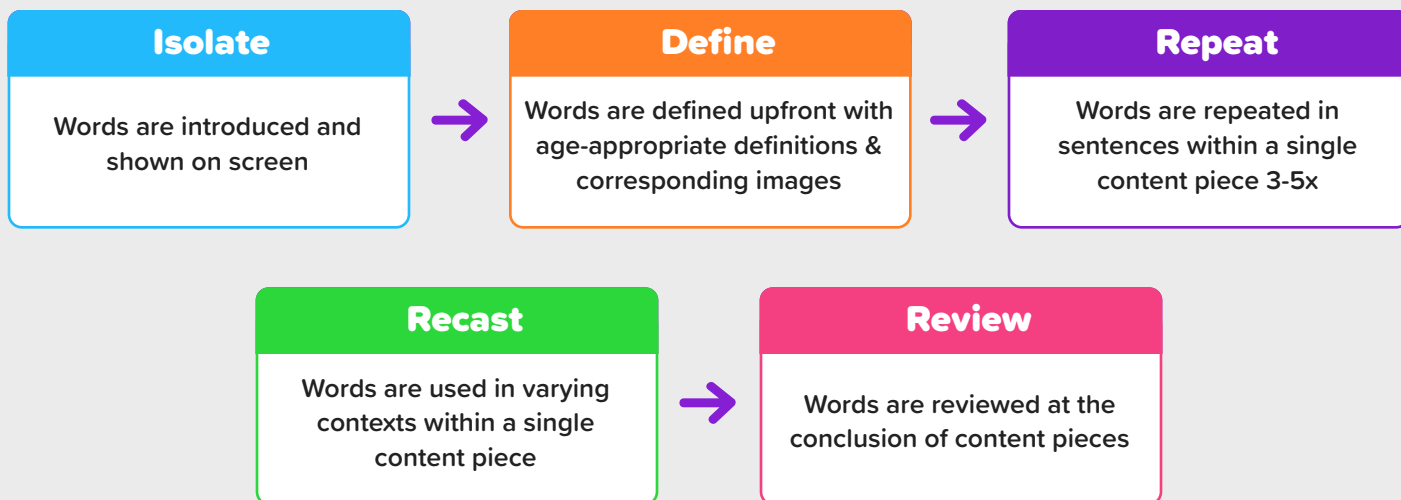 Isolate
Words are introduced and
shown on screen
Define
Words are defined upfront with
age-appropriate definitions &
corresponding images
Repeat
Words are repeated in
sentences within a single
content piece 3-5x
Recast
Words are used in varying
contexts within a single
content piece
Review
Words are reviewed at the
conclusion of content pieces